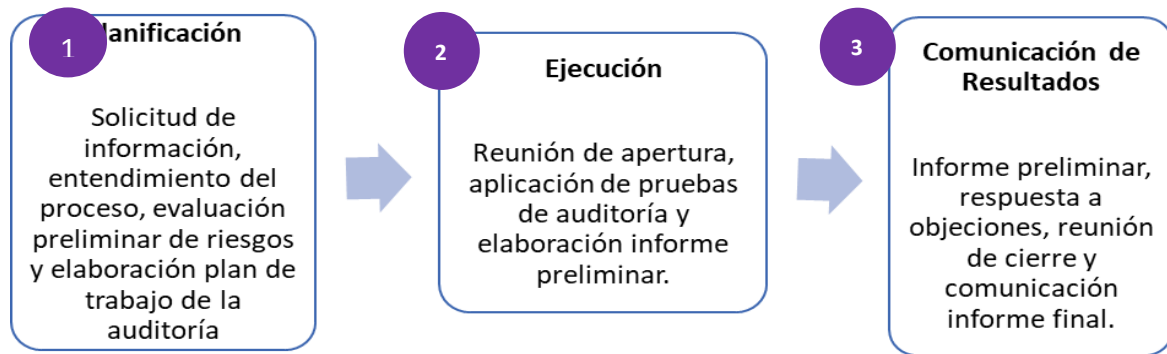 1
lanificación
Solicitud de
información,
entendimiento del
proceso, evaluación
preliminar de riesgos
y elaboración plan de
trabajo de la
auditoría
2
Ejecución
Reunión de apertura,
aplicación de pruebas
de auditoría y
elaboración informe
preliminar.
3
Comunicación de
Resultados
Informe preliminar,
respuesta a
objeciones, reunión
de cierre y
comunicación
informe final.